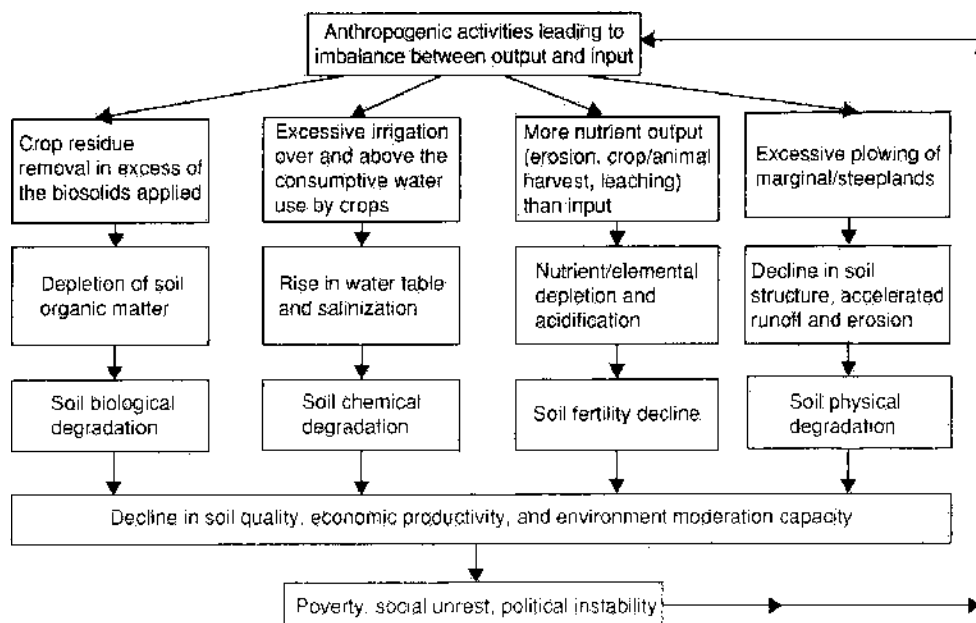 Anthropogenic activities leading to
imbalance between output and input
Crop residue
removal in excess of
the biosolids applied
Excessive irrigation
over and above the
consumptive water
use by crops
More nutrient output
(erosion, crop/animal
harvest, leaching)
than input
Excessive plowing of
marginal/steeplands
Depletion of soil
organic matter
Rise in water table
and salinization
Nutrient/elemental
depletion and
acidification
Decline in soil
structure, accelerated
runoff and erosion
Soil biological
degradation
Soil chemical
degradation
Soil fertility decline
Soil physical
degradation
Decline in soil quality, economic productivity, and environment moderation capacity
Poverty, social unrest, political instability